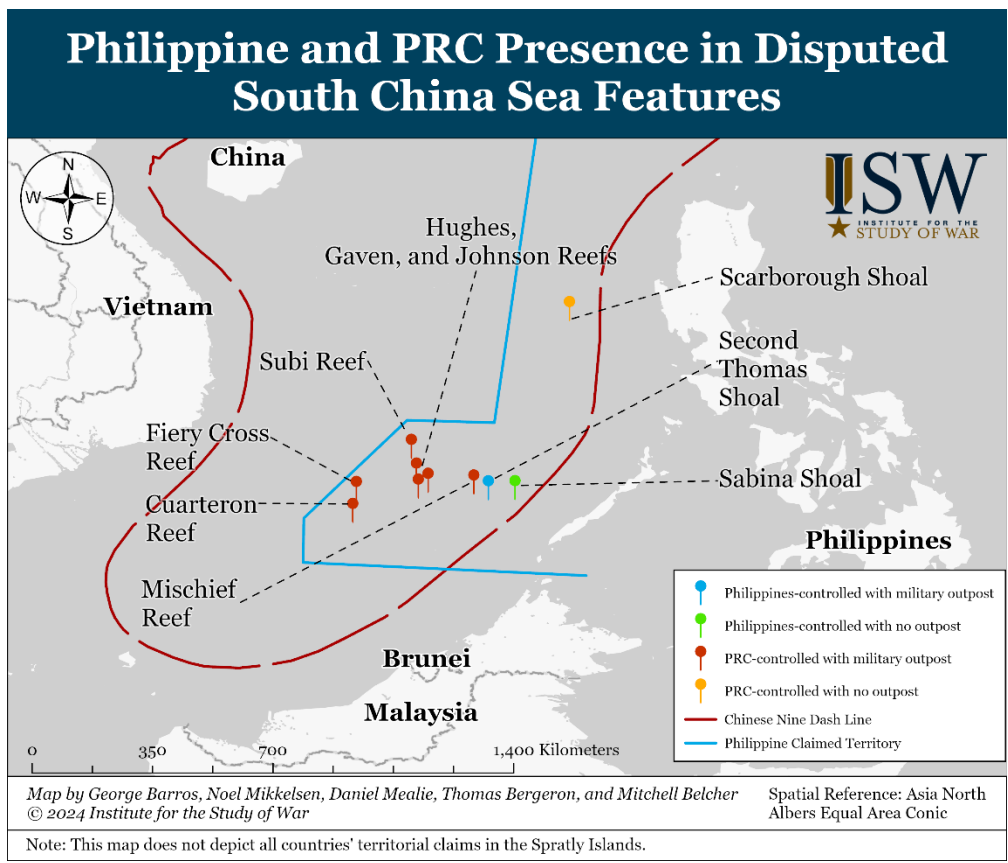 Philippine and PRC Presence in Disputed
South China Sea Features
China
N
W
E
S
ISW
INSTITUTE FOR THE
STUDY OF WAR
Hughes,
Gaven, and Johnson Reefs
Scarborough Shoal
Vietnam
Second
Thomas
Shoal
Subi Reef
Fiery Cross
Reef
Cuarteron
Reef
Sabina Shoal
Mischief
Reef
Philippines
Brunei
Malaysia
Philippines-controlled with military outpost
Philippines-controlled with no outpost
PRC-controlled with military outpost
PRC-controlled with no outpost
Chinese Nine Dash Line
Philippine Claimed Territory
0 350 700 1,400 Kilometers
Map by George Barros, Noel Mikkelsen, Daniel Mealie, Thomas Bergeron, and Mitchell Belcher
© 2024 Institute for the Study of War
Spatial Reference: Asia North
Albers Equal Area Conic
Note: This map does not depict all countries' territorial claims in the Spratly Islands.